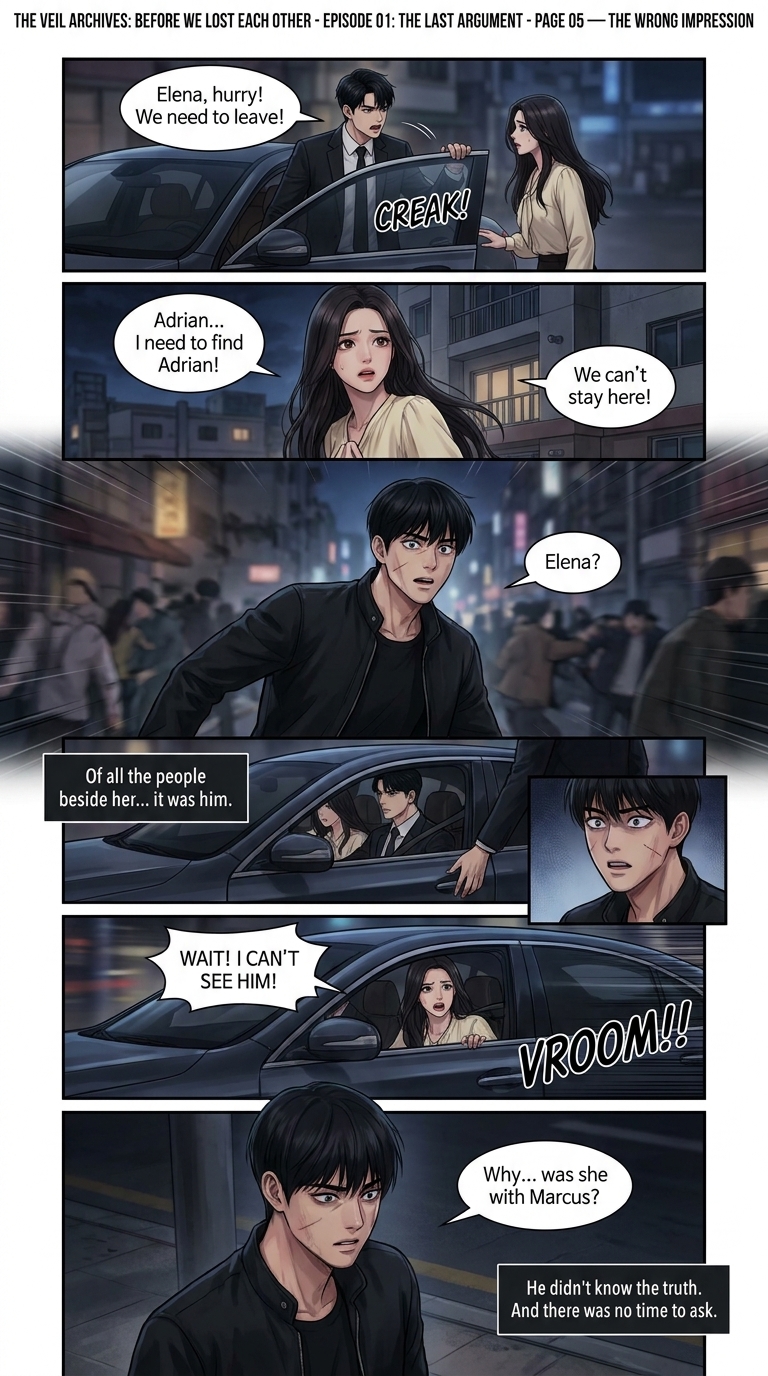 THE VEIL ARCHIVES: BEFORE WE LOST EACH OTHER - EPISODE 01: THE LAST ARGUMENT - PAGE 05 — THE WRONG IMPRESSION
Elena, hurry!
We need to leave!
CREAK!
Adrian...
I need to find
Adrian!
We can't
stay here!
Elena?
Of all the people
beside her... it was him.
WAIT! I CAN'T
SEE HIM!
VROOM!!
Why... was she
with Marcus?
He didn't know the truth.
And there was no time to ask.